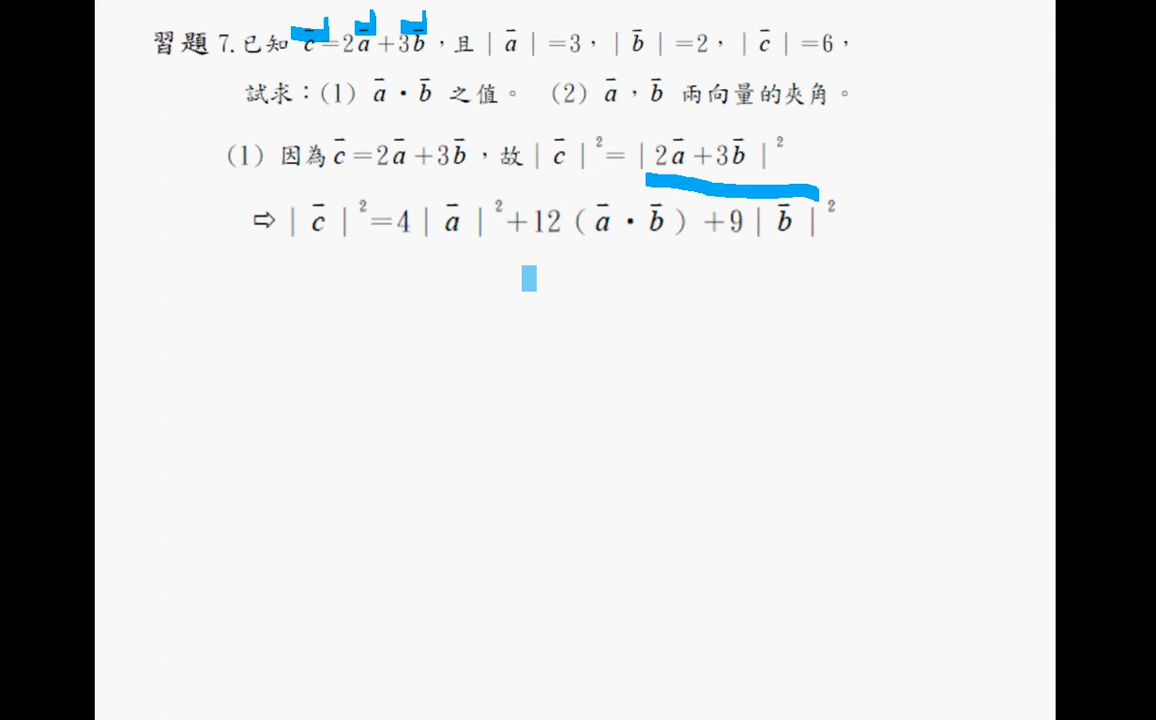 習題 7. 已知 c̄=2ā+3b̄，且|ā|=3，|b̄|=2，|c̄|=6，
試求：(1) ā·b̄ 之值。 (2) ā，b̄ 兩向量的夾角。
(1) 因為 c̄=2ā+3b̄，故|c̄|²=|2ā+3b̄|²
⇨|c̄|²=4|ā|²+12(ā·b̄)+9|b̄|²